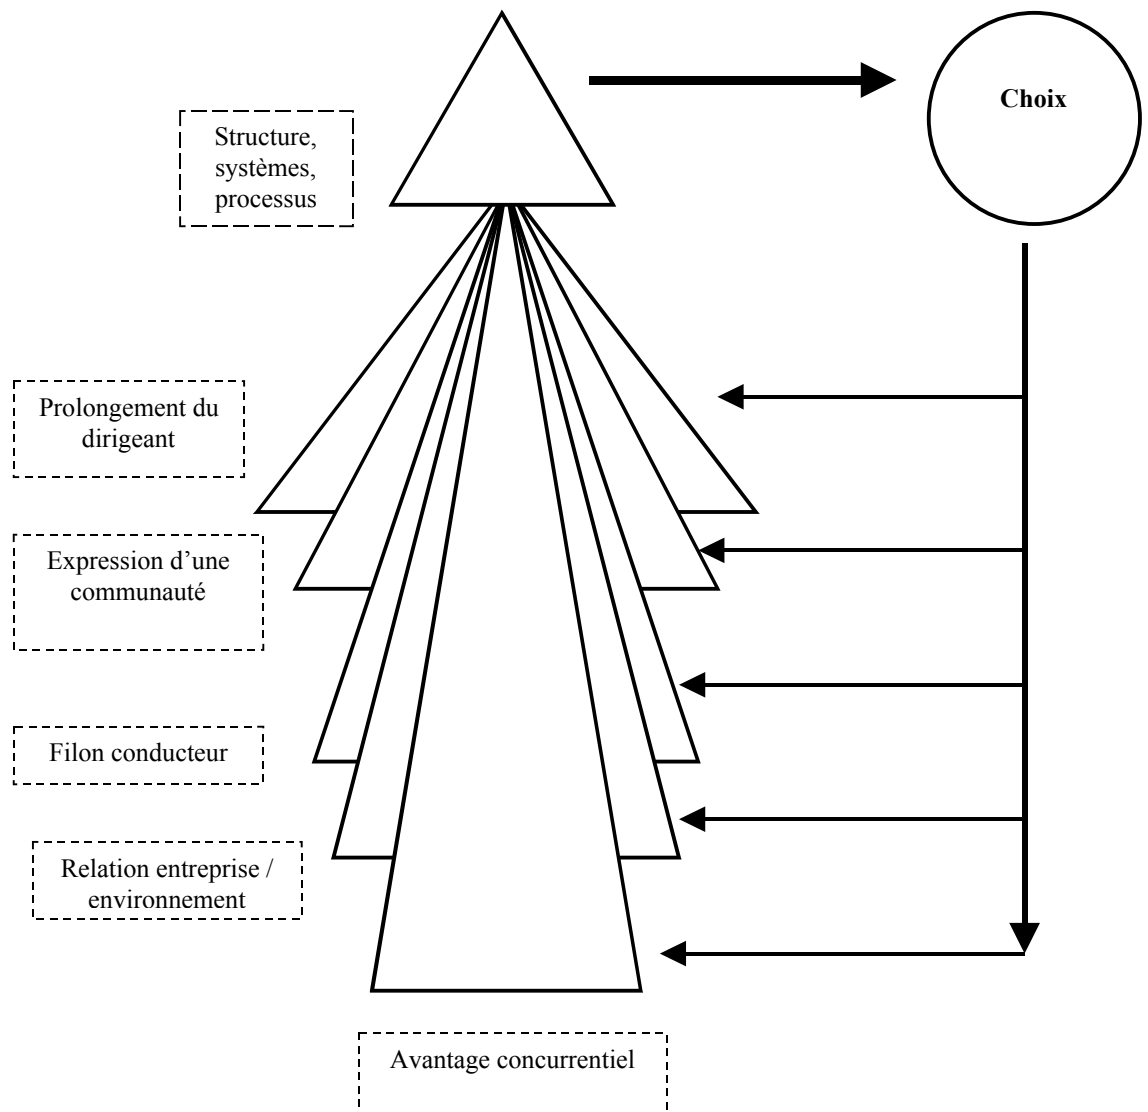 Choix
Structure,
systèmes,
processus
Prolongement du
dirigeant
Expression d’une
communauté
Filon conducteur
Relation entreprise /
environnement
Avantage concurrentiel